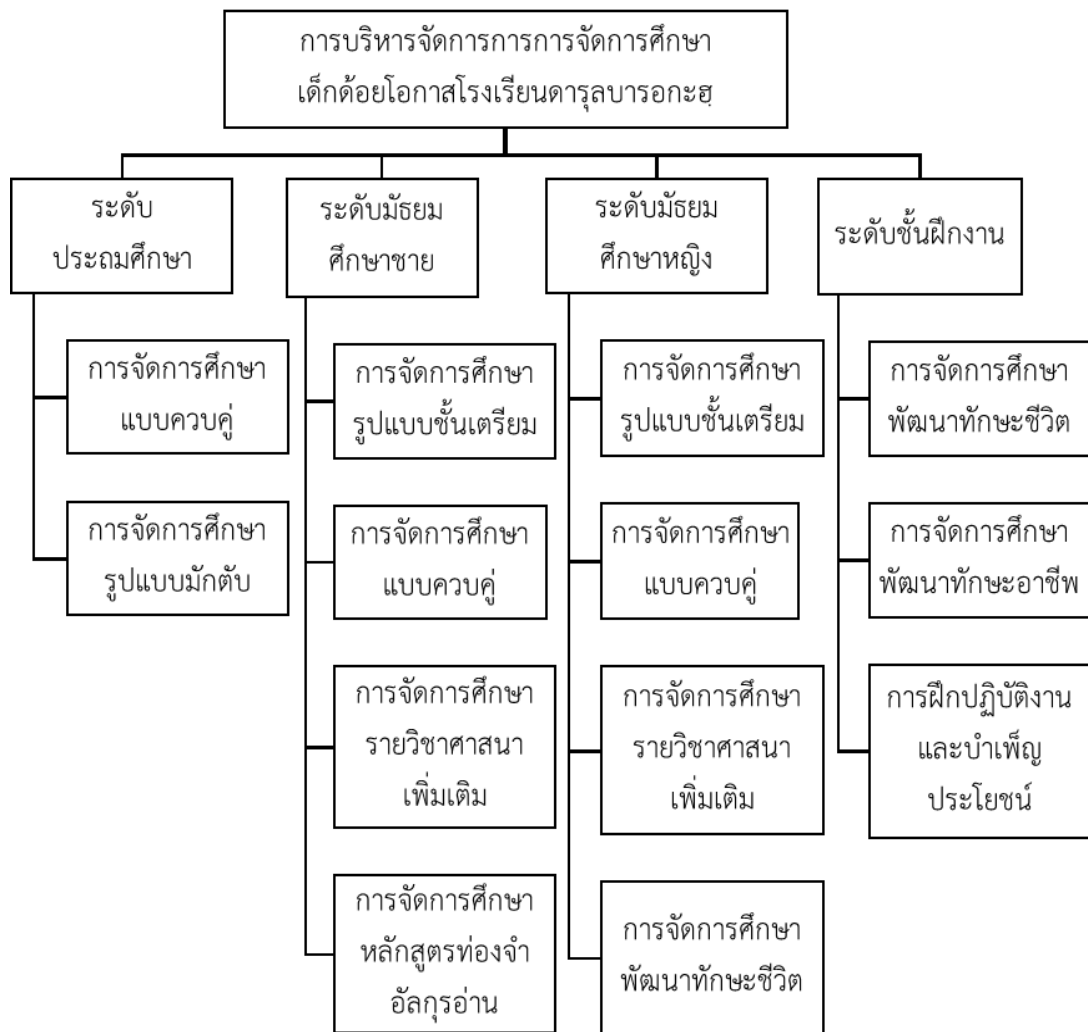 การบริหารจัดการการการจัดการศึกษา
เด็กด้อยโอกาสโรงเรียนดารุลบารอกะฮฺ
ระดับ
ประถมศึกษา
การจัดการศึกษา
แบบควบคู่
การจัดการศึกษา
รูปแบบมักตับ
ระดับมัธยม
ศึกษาชาย
การจัดการศึกษา
รูปแบบชั้นเตรียม
การจัดการศึกษา
แบบควบคู่
การจัดการศึกษา
รายวิชาศาสนา
เพิ่มเติม
การจัดการศึกษา
หลักสูตรท่องจำ
อัลกุรอ่าน
ระดับมัธยม
ศึกษาหญิง
การจัดการศึกษา
รูปแบบชั้นเตรียม
การจัดการศึกษา
แบบควบคู่
การจัดการศึกษา
รายวิชาศาสนา
เพิ่มเติม
การจัดการศึกษา
พัฒนาทักษะชีวิต
ระดับชั้นฝึกงาน
การจัดการศึกษา
พัฒนาทักษะชีวิต
การจัดการศึกษา
พัฒนาทักษะอาชีพ
การฝึกปฏิบัติงาน
และบำเพ็ญ
ประโยชน์